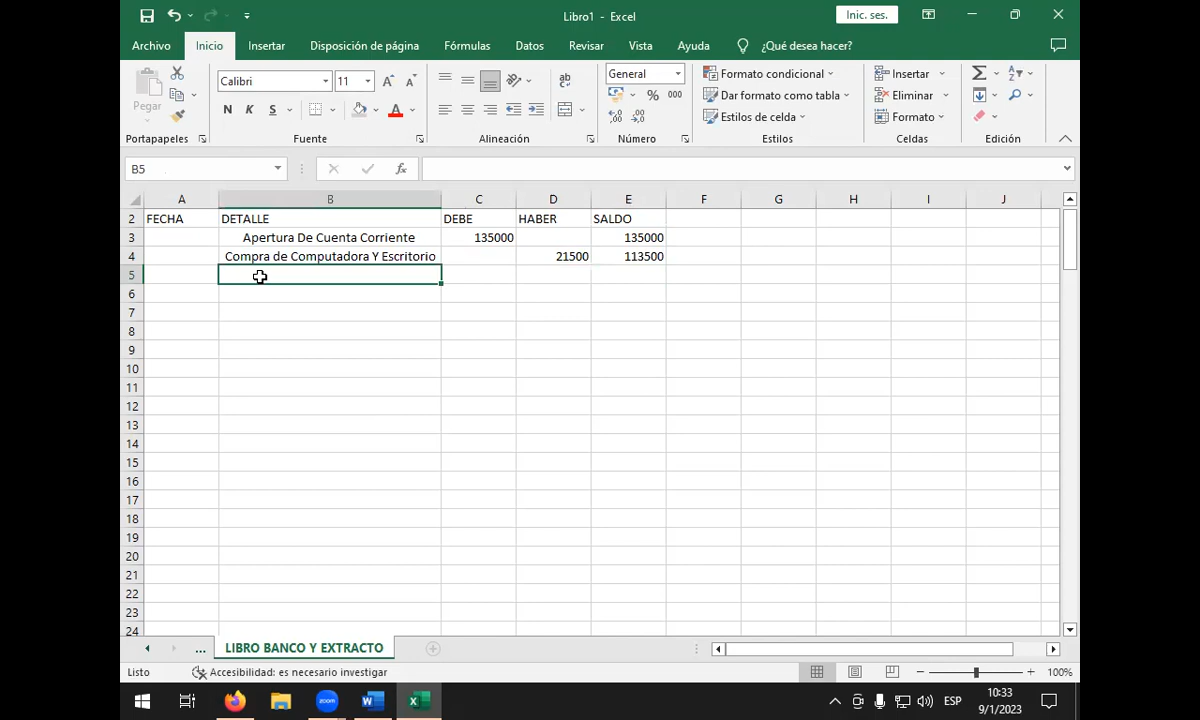 Libro1 - Excel
Inic. ses.
Archivo Inicio Insertar Disposición de página Fórmulas Datos Revisar Vista Ayuda ¿Qué desea hacer?
Pegar
Calibri 11
General
Formato condicional
Insertar
N K S
% 000
Dar formato como tabla
Eliminar
Estilos de celda
Formato
Portapapeles Fuente Alineación Número Estilos Celdas Edición
B5 fx
A B C D E F G H I J
2 FECHA DETALLE DEBE HABER SALDO
3 Apertura De Cuenta Corriente 135000 135000
4 Compra de Computadora Y Escritorio 21500 113500
5
6
7
8
9
10
11
12
13
14
15
16
17
18
19
20
21
22
23
24
... LIBRO BANCO Y EXTRACTO
Listo Accesibilidad: es necesario investigar 100%
zoom
ESP
10:33
9/1/2023